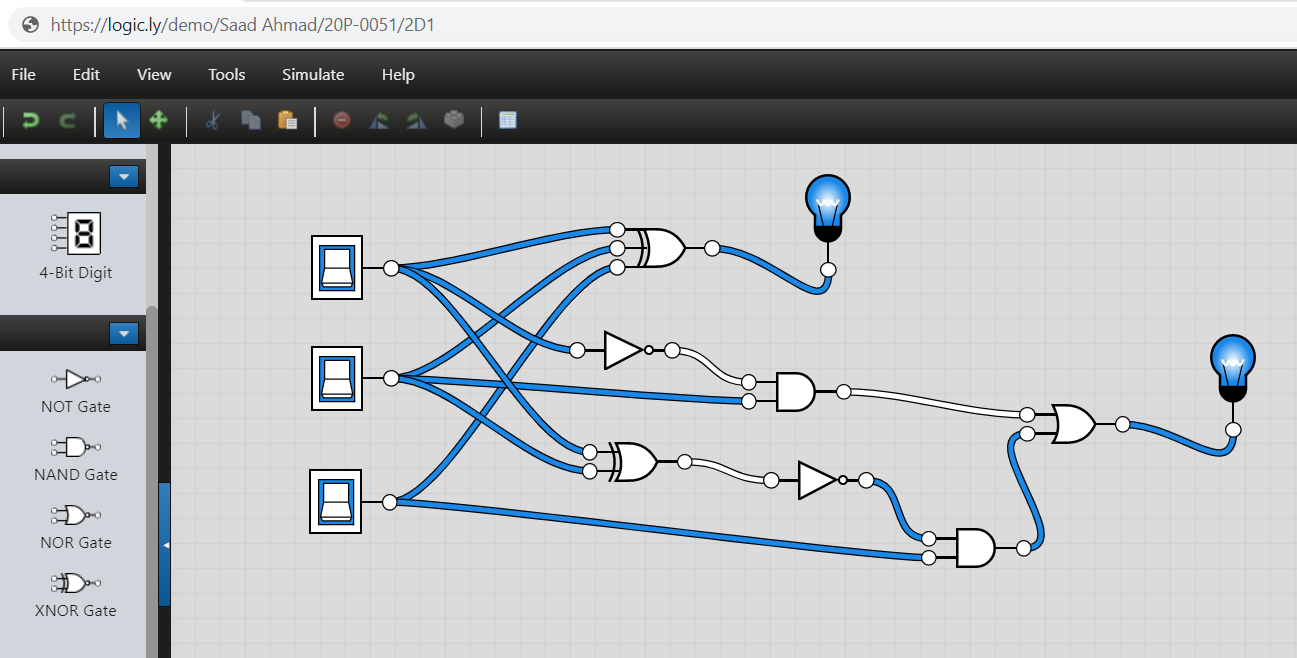 https://logic.ly/demo/Saad Ahmad/20P-0051/2D1
File Edit View Tools Simulate Help
4-Bit Digit
NOT Gate
NAND Gate
NOR Gate
XNOR Gate